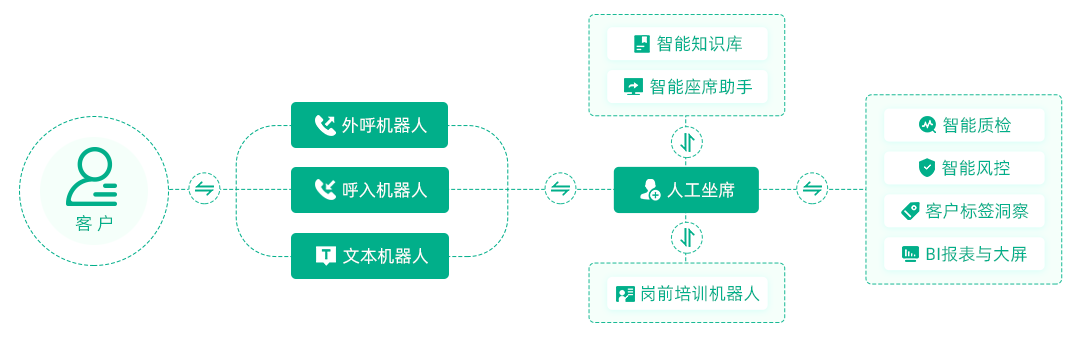 客户
外呼机器人
呼入机器人
文本机器人
智能知识库
智能座席助手
人工坐席
岗前培训机器人
智能质检
智能风控
客户标签洞察
BI报表与大屏